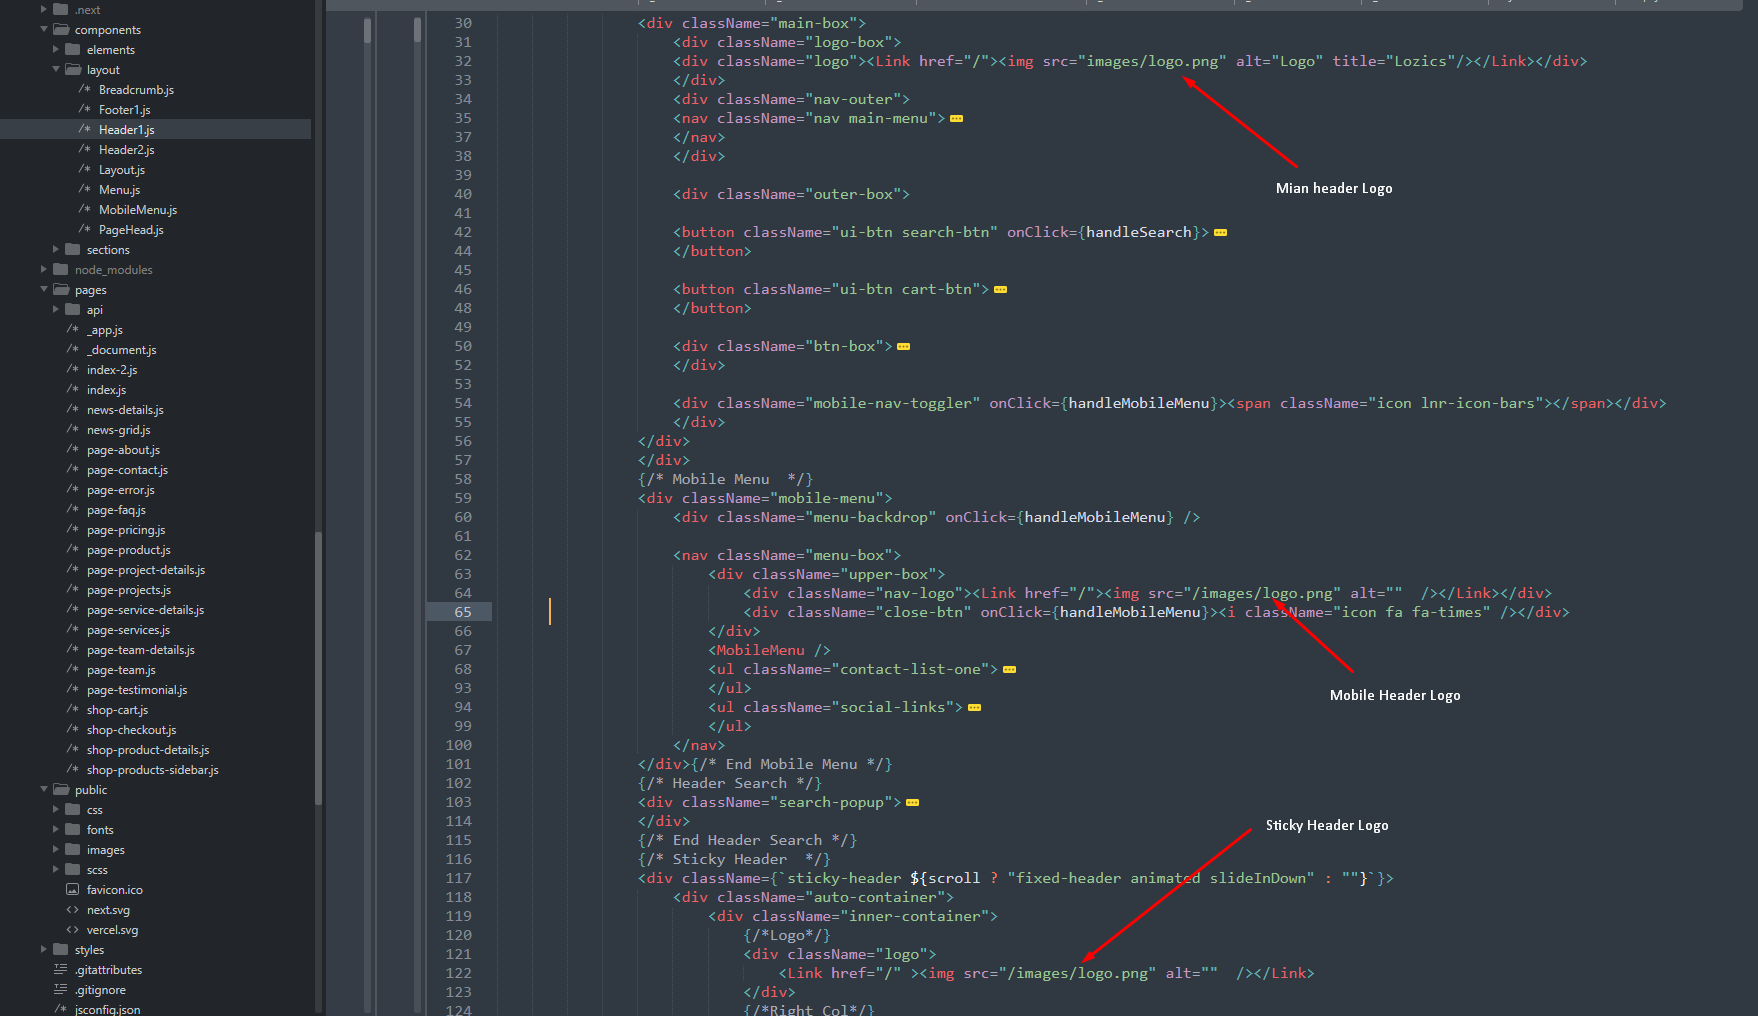 .next
components
elements
layout
/* Breadcrumb.js
/* Footer1.js
/* Header1.js
/* Header2.js
/* Layout.js
/* Menu.js
/* MobileMenu.js
/* PageHead.js
sections
node_modules
pages
api
/* _app.js
/* _document.js
/* index-2.js
/* index.js
/* news-details.js
/* news-grid.js
/* page-about.js
/* page-contact.js
/* page-error.js
/* page-faq.js
/* page-pricing.js
/* page-product.js
/* page-project-details.js
/* page-projects.js
/* page-service-details.js
/* page-services.js
/* page-team-details.js
/* page-team.js
/* page-testimonial.js
/* shop-cart.js
/* shop-checkout.js
/* shop-product-details.js
/* shop-products-sidebar.js
public
css
fonts
images
scss
favicon.ico
<> next.svg
<> vercel.svg
styles
.gitattributes
.gitignore
/* jsconfig.json
30 <div className="main-box">
31 <div className="logo-box">
32 <div className="logo"><Link href="/"><img src="images/logo.png" alt="Logo" title="Lozics"/></Link></div>
33 </div>
34 <div className="nav-outer">
35 <nav className="nav main-menu">
37 </nav>
38 </div>
39
40 <div className="outer-box">
41
42 <button className="ui-btn search-btn" onClick={handleSearch}>
44 </button>
45
46 <button className="ui-btn cart-btn">
48 </button>
49
50 <div className="btn-box">
52 </div>
53
54 <div className="mobile-nav-toggler" onClick={handleMobileMenu}><span className="icon lnr-icon-bars"></span></div>
55 </div>
56 </div>
57 </div>
58 {/* Mobile Menu  */}
59 <div className="mobile-menu">
60 <div className="menu-backdrop" onClick={handleMobileMenu} />
61
62 <nav className="menu-box">
63 <div className="upper-box">
64 <div className="nav-logo"><Link href="/"><img src="/images/logo.png" alt=""  /></Link></div>
65 <div className="close-btn" onClick={handleMobileMenu}><i className="icon fa fa-times" /></div>
66 </div>
67 <MobileMenu />
68 <ul className="contact-list-one">
93 </ul>
94 <ul className="social-links">
99 </ul>
100 </nav>
101 </div>{/* End Mobile Menu */}
102 {/* Header Search */}
103 <div className="search-popup">
114 </div>
115 {/* End Header Search */}
116 {/* Sticky Header  */}
117 <div className={`sticky-header ${scroll ? "fixed-header animated slideInDown" : ""}`}>
118 <div className="auto-container">
119 <div className="inner-container">
120 {/*Logo*/}
121 <div className="logo">
122 <Link href="/" ><img src="/images/logo.png" alt=""  /></Link>
123 </div>
124 {/*Right Col*/}
Mian header Logo
Mobile Header Logo
Sticky Header Logo